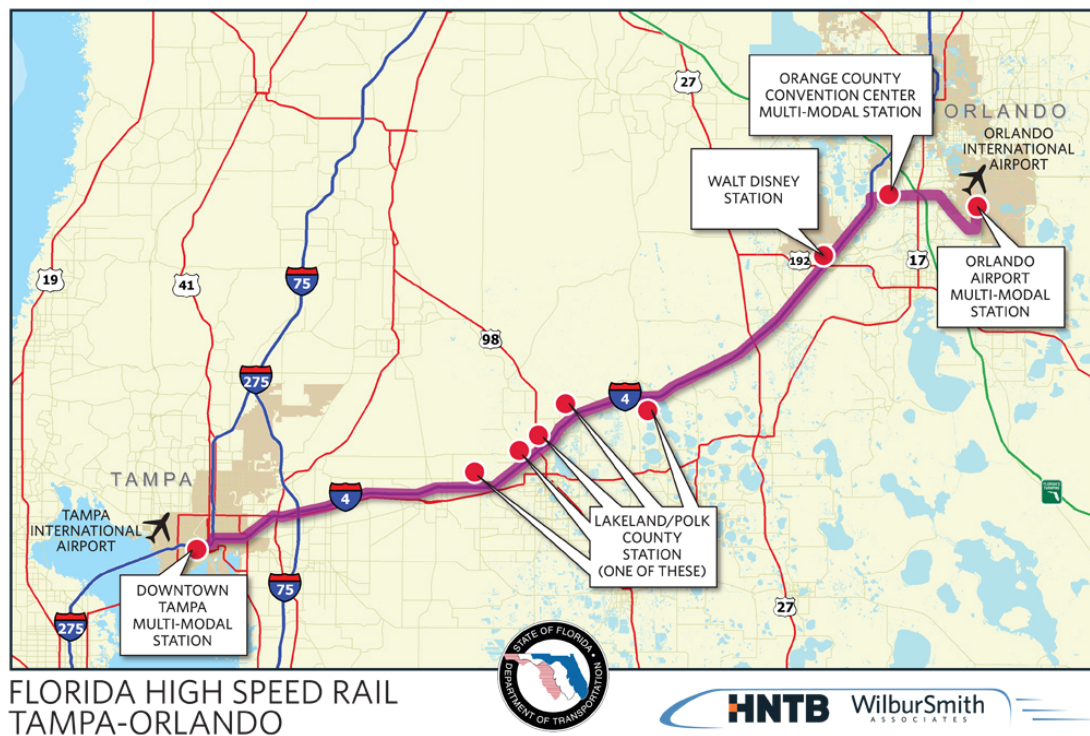 27
ORANGE COUNTY
CONVENTION CENTER
MULTI-MODAL STATION
ORLANDO
ORLANDO
INTERNATIONAL
AIRPORT
WALT DISNEY
STATION
19
41
75
192
17
ORLANDO
AIRPORT
MULTI-MODAL
STATION
98
275
4
TAMPA
4
TAMPA
INTERNATIONAL
AIRPORT
LAKELAND/POLK
COUNTY
STATION
(ONE OF THESE)
DOWNTOWN
TAMPA
MULTI-MODAL
STATION
75
27
275
STATE OF FLORIDA
DEPARTMENT OF TRANSPORTATION
FLORIDA HIGH SPEED RAIL
TAMPA-ORLANDO
HNTB
WilburSmith
ASSOCIATES